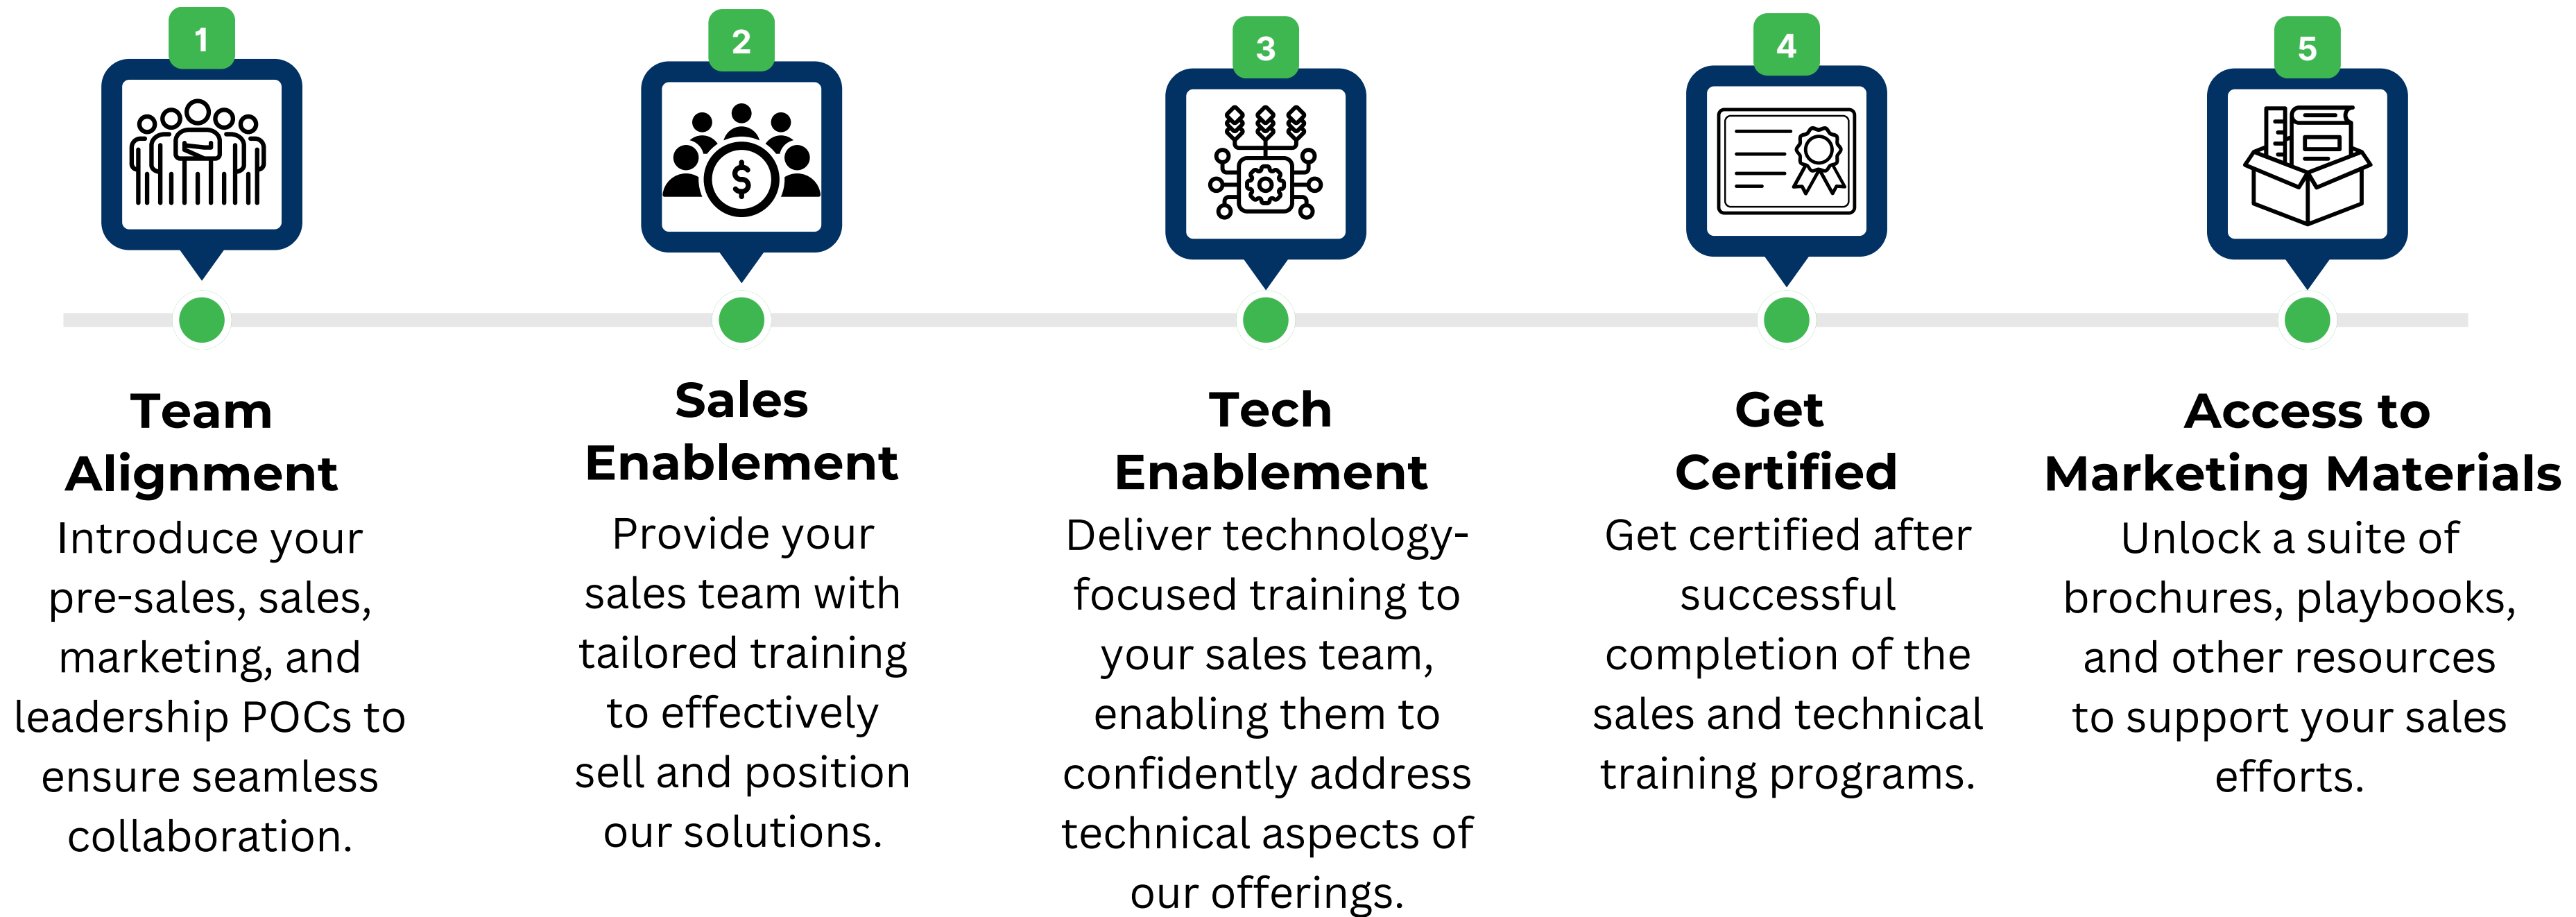 1
Team
Alignment
Introduce your
pre-sales, sales,
marketing, and
leadership POCs to
ensure seamless
collaboration.
2
$
Sales
Enablement
Provide your
sales team with
tailored training
to effectively
sell and position
our solutions.
3
Tech
Enablement
Deliver technology-
focused training to
your sales team,
enabling them to
confidently address
technical aspects of
our offerings.
4
Get
Certified
Get certified after
successful
completion of the
sales and technical
training programs.
5
Access to
Marketing Materials
Unlock a suite of
brochures, playbooks,
and other resources
to support your sales
efforts.